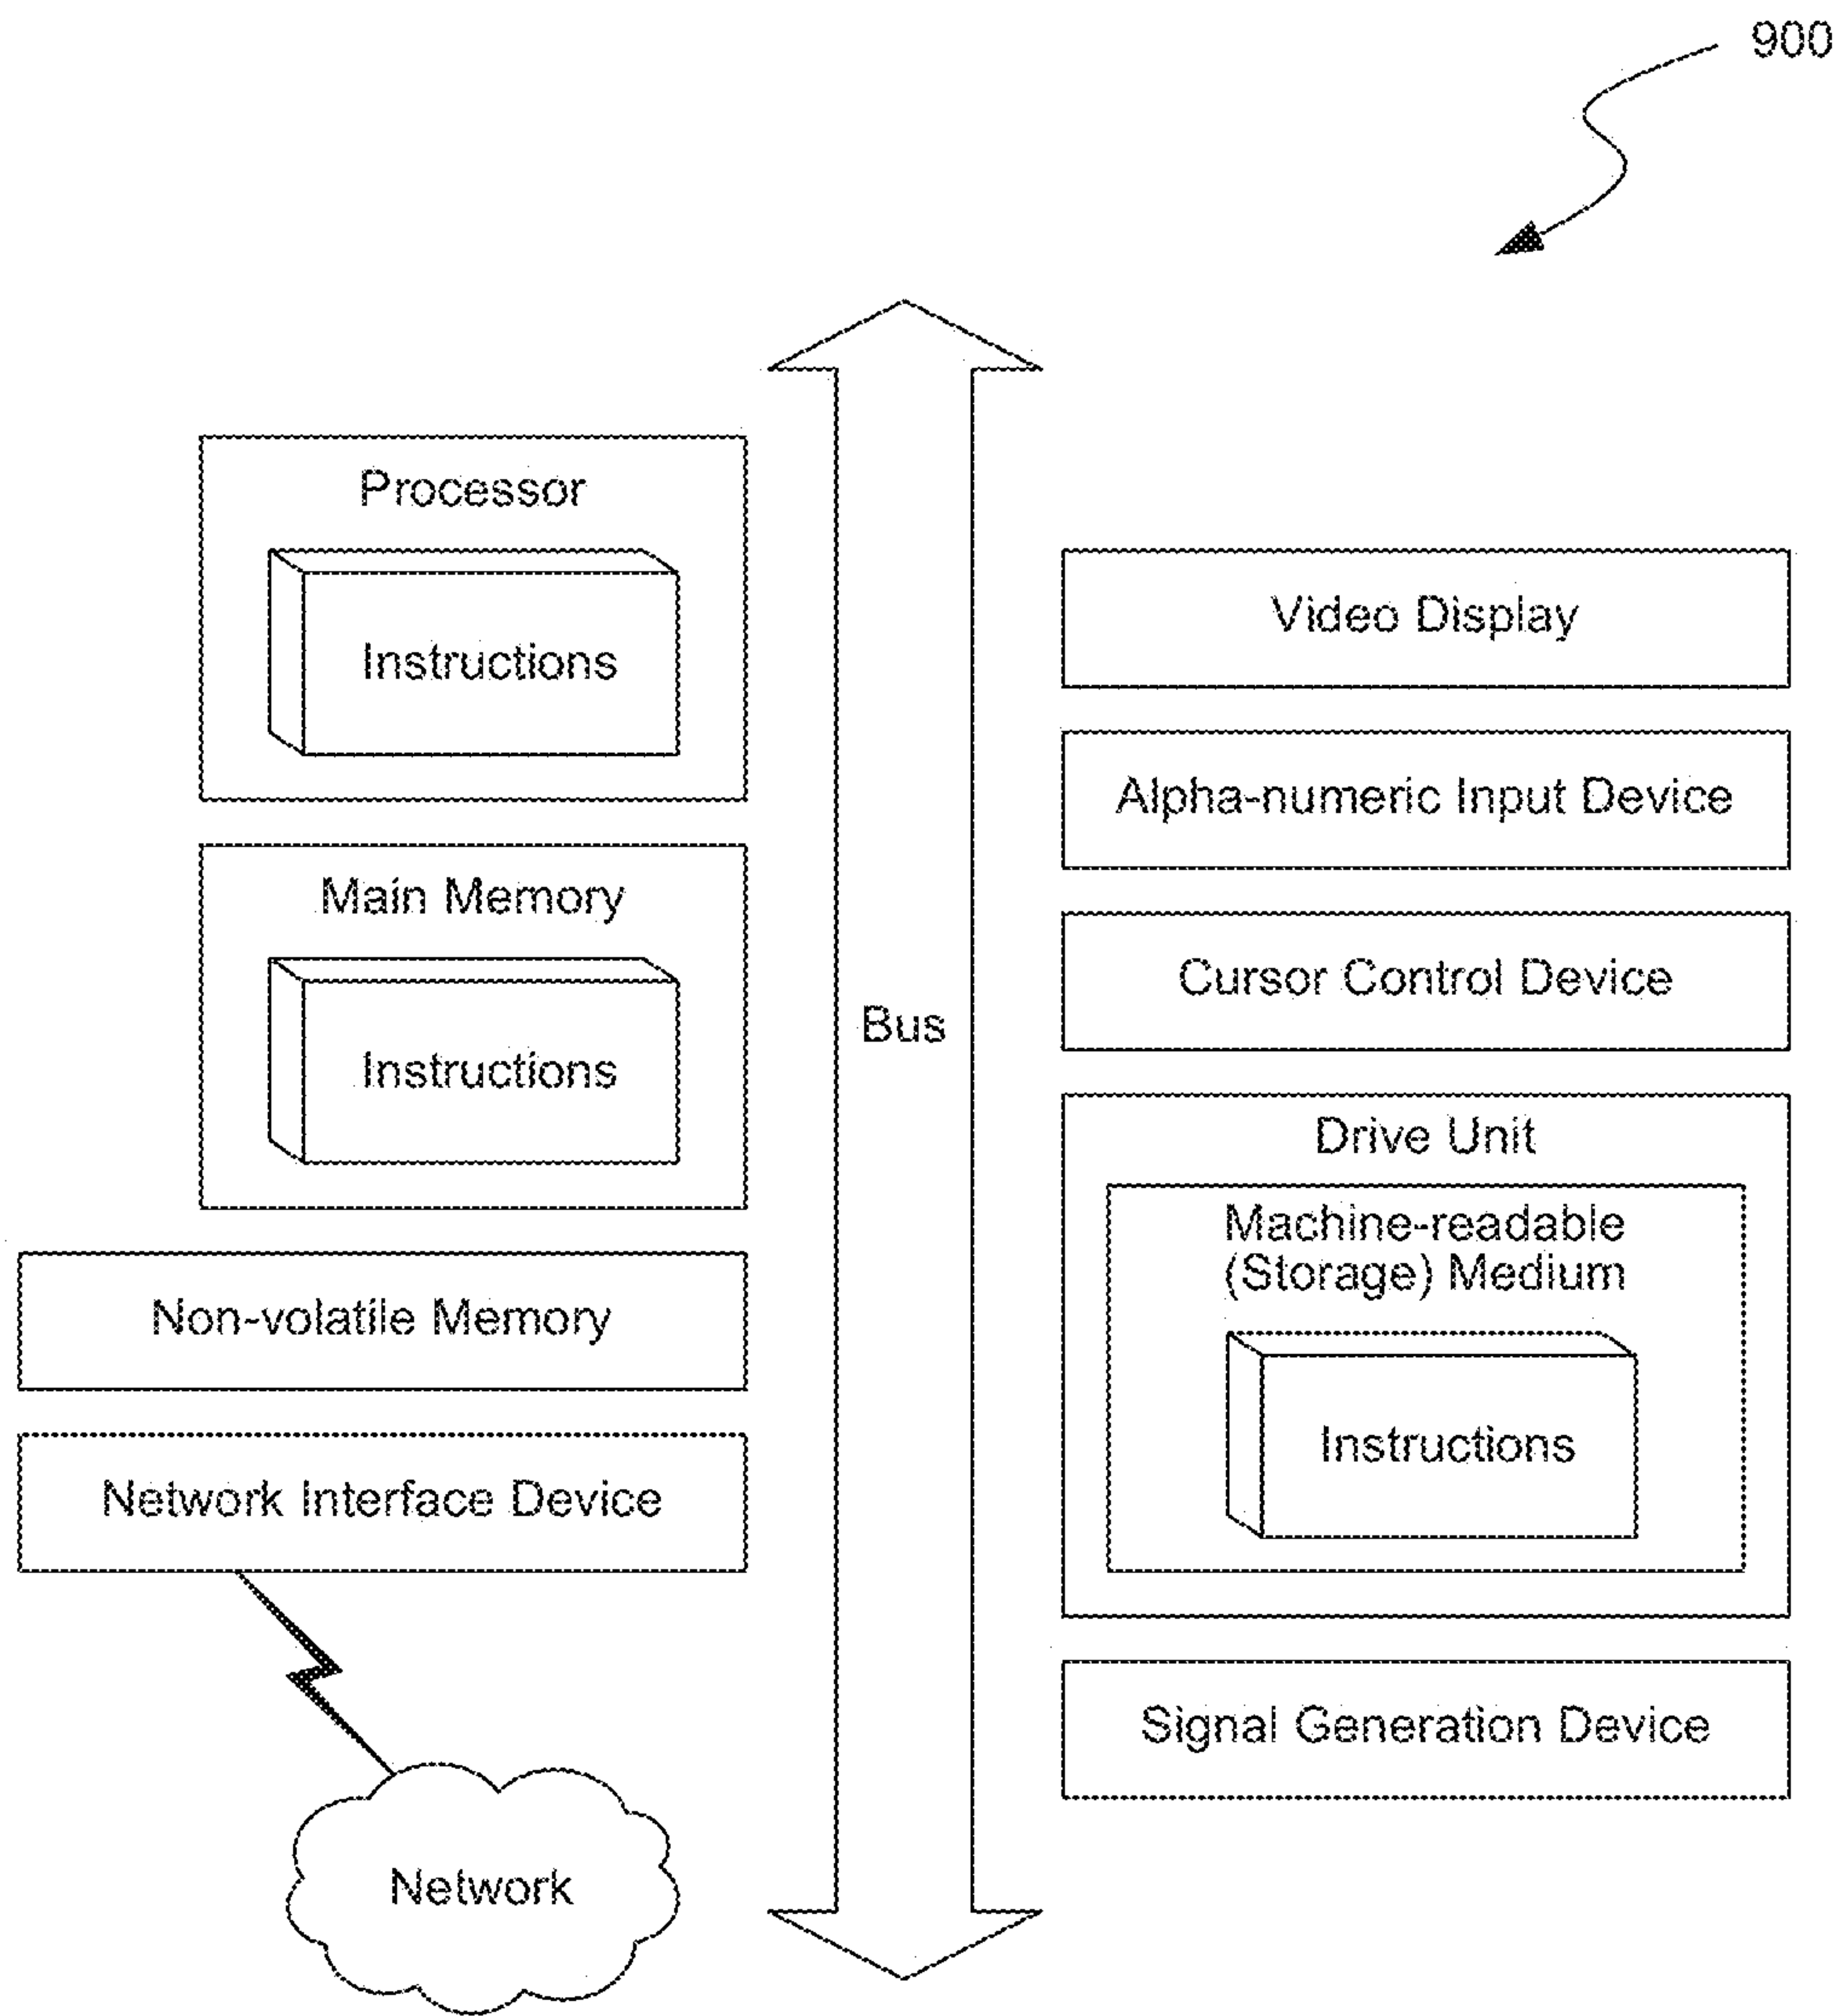 900
Processor
Instructions
Main Memory
Instructions
Non-volatile Memory
Network Interface Device
Network
Bus
Video Display
Alpha-numeric Input Device
Cursor Control Device
Drive Unit
Machine-readable
(Storage) Medium
Instructions
Signal Generation Device